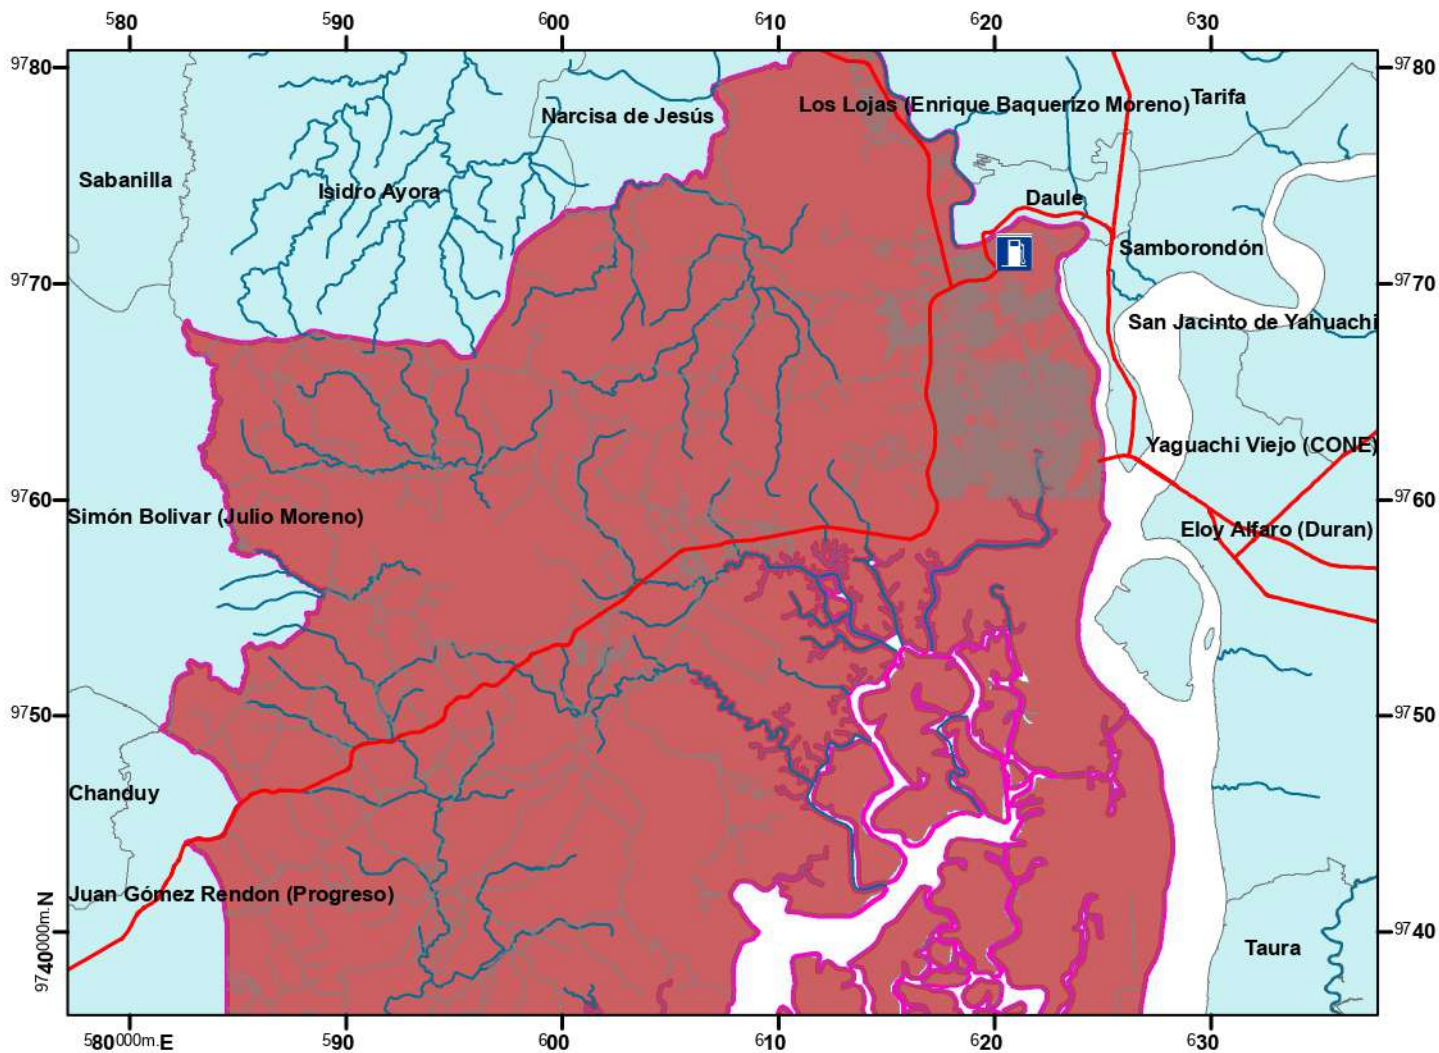 580 590 600 610 620 630
9780 9780
Los Lojas (Enrique Baquerizo Moreno) Tarifa
Narcisa de Jesús
Sabanilla
Isidro Ayora
Daule
Samborondón
9770 9770
San Jacinto de Yahuachi
Yaguachi Viejo (CONE)
9760 9760
Simón Bolivar (Julio Moreno)
Eloy Alfaro (Duran)
9750 9750
Chanduy
Juan Gómez Rendon (Progreso)
9740000m. N 9740
Taura
580000m. E 590 600 610 620 630